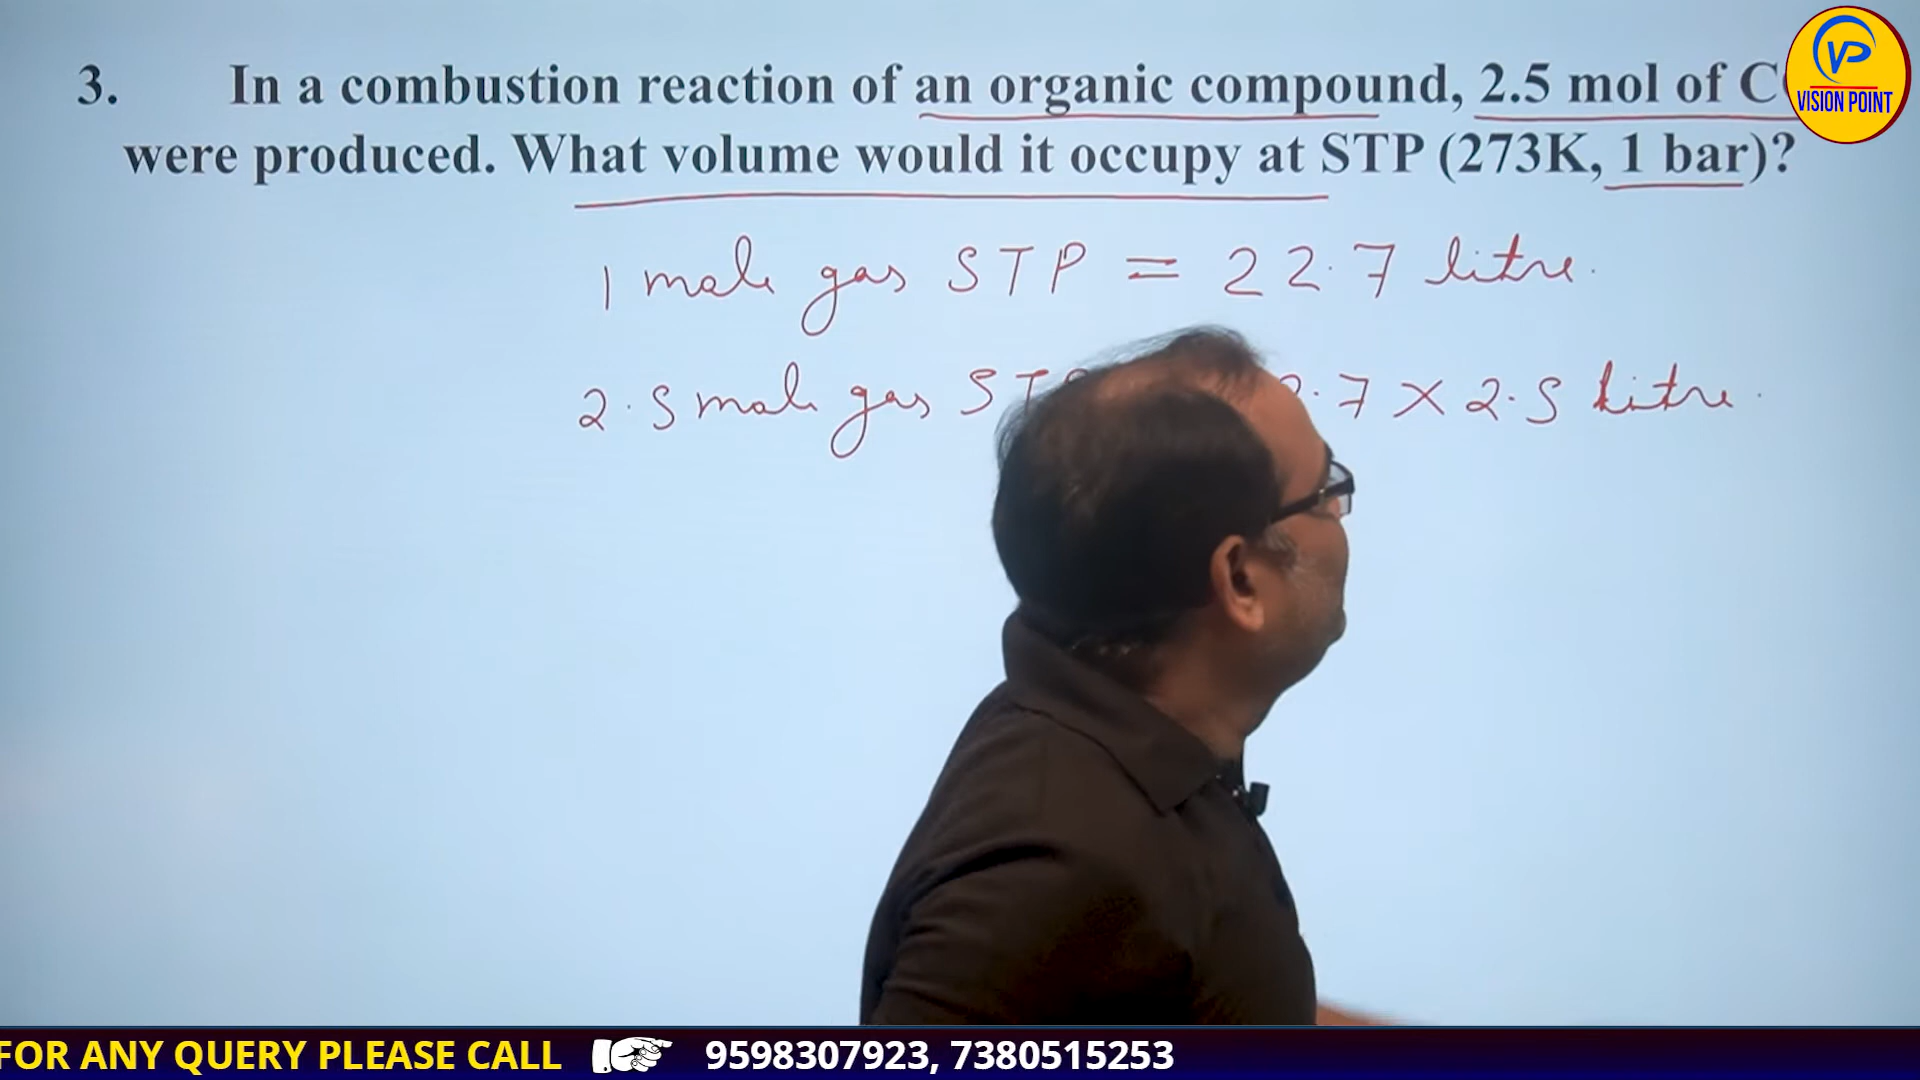 3. In a combustion reaction of an organic compound, 2.5 mol of
were produced. What volume would it occupy at STP (273K, 1 bar)?
1 mole gas STP = 22.7 litre.
2.5 mole gas × 2.5 litre.
VP
VISION POINT
FOR ANY QUERY PLEASE CALL 9598307923, 7380515253